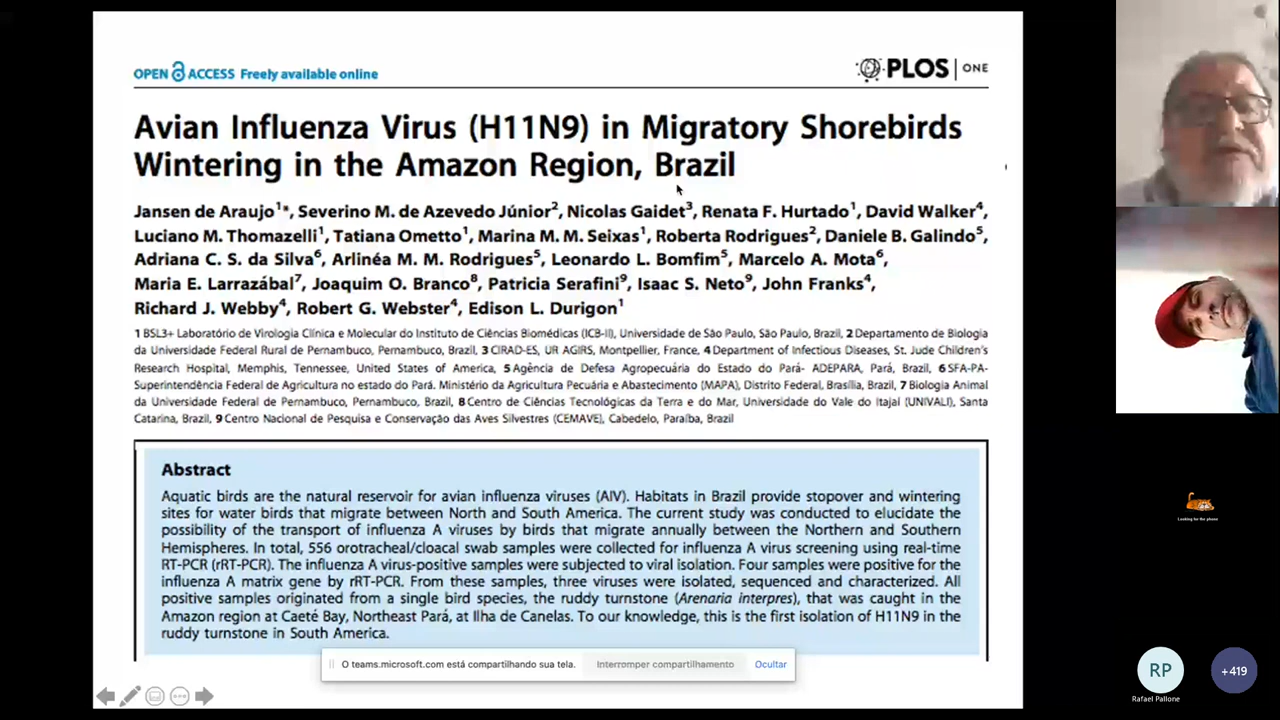 OPEN ACCESS Freely available online
PLOS | ONE
Avian Influenza Virus (H11N9) in Migratory Shorebirds
Wintering in the Amazon Region, Brazil
Jansen de Araujo1*, Severino M. de Azevedo Júnior2, Nicolas Gaidet3, Renata F. Hurtado1, David Walker4,
Luciano M. Thomazelli1, Tatiana Ometto1, Marina M. M. Seixas1, Roberta Rodrigues2, Daniele B. Galindo5,
Adriana C. S. da Silva6, Arlinéa M. M. Rodrigues5, Leonardo L. Bomfim5, Marcelo A. Mota6,
Maria E. Larrazábal7, Joaquim O. Branco8, Patricia Serafini9, Isaac S. Neto9, John Franks4,
Richard J. Webby4, Robert G. Webster4, Edison L. Durigon1
1 BSL3+ Laboratório de Virologia Clínica e Molecular do Instituto de Ciências Biomédicas (ICB-II), Universidade de São Paulo, São Paulo, Brazil, 2 Departamento de Biologia
da Universidade Federal Rural de Pernambuco, Pernambuco, Brazil, 3 CIRAD-ES, UR AGIRS, Montpellier, France, 4 Department of Infectious Diseases, St. Jude Children's
Research Hospital, Memphis, Tennessee, United States of America, 5 Agência de Defesa Agropecuária do Estado do Pará- ADEPARA, Pará, Brazil, 6 SFA-PA-
Superintendência Federal de Agricultura no estado do Pará. Ministério da Agricultura Pecuária e Abastecimento (MAPA), Distrito Federal, Brasília, Brazil, 7 Biologia Animal
da Universidade Federal de Pernambuco, Pernambuco, Brazil, 8 Centro de Ciências Tecnológicas da Terra e do Mar, Universidade do Vale do Itajaí (UNIVALI), Santa
Catarina, Brazil, 9 Centro Nacional de Pesquisa e Conservação das Aves Silvestres (CEMAVE), Cabedelo, Paraíba, Brazil
Abstract
Aquatic birds are the natural reservoir for avian influenza viruses (AIV). Habitats in Brazil provide stopover and wintering
sites for water birds that migrate between North and South America. The current study was conducted to elucidate the
possibility of the transport of influenza A viruses by birds that migrate annually between the Northern and Southern
Hemispheres. In total, 556 orotracheal/cloacal swab samples were collected for influenza A virus screening using real-time
RT-PCR (rRT-PCR). The influenza A virus-positive samples were subjected to viral isolation. Four samples were positive for the
influenza A matrix gene by rRT-PCR. From these samples, three viruses were isolated, sequenced and characterized. All
positive samples originated from a single bird species, the ruddy turnstone (Arenaria interpres), that was caught in the
Amazon region at Caeté Bay, Northeast Pará, at Ilha de Canelas. To our knowledge, this is the first isolation of H11N9 in the
ruddy turnstone in South America.
O teams.microsoft.com está compartilhando sua tela.
Interromper compartilhamento
Ocultar
Looking for the phone
RP
Rafael Pallone
+419